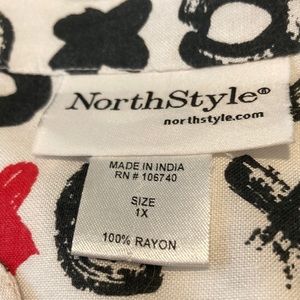 NorthStyle®
northstyle.com
MADE IN INDIA
RN # 106740
SIZE
1X
100% RAYON